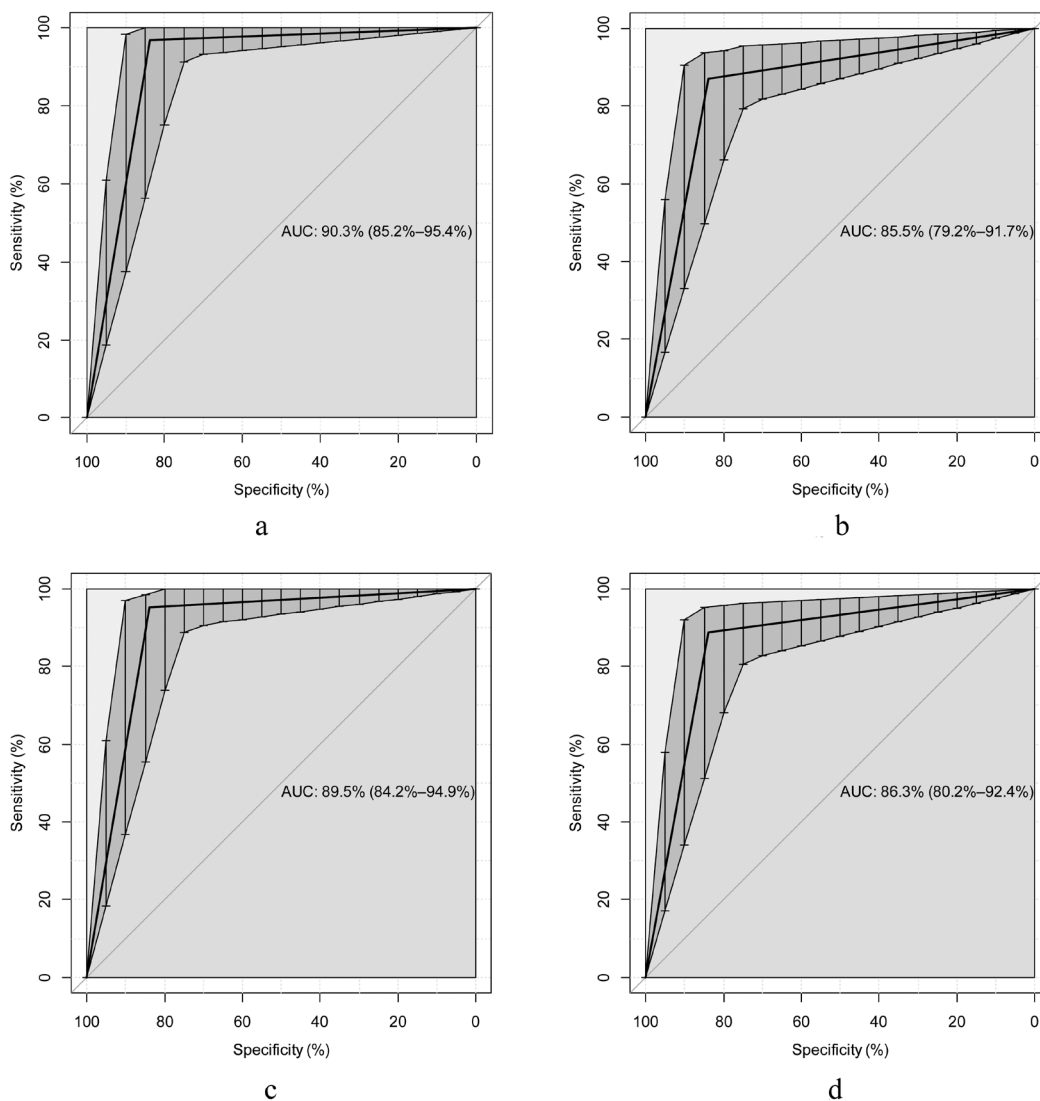 100
80
60
40
20
0
Sensitivity (%)
AUC: 90.3% (85.2%–95.4%)
100 80 60 40 20 0
Specificity (%)
a
100
80
60
40
20
0
Sensitivity (%)
AUC: 85.5% (79.2%–91.7%)
100 80 60 40 20 0
Specificity (%)
b
100
80
60
40
20
0
Sensitivity (%)
AUC: 89.5% (84.2%–94.9%)
100 80 60 40 20 0
Specificity (%)
c
100
80
60
40
20
0
Sensitivity (%)
AUC: 86.3% (80.2%–92.4%)
100 80 60 40 20 0
Specificity (%)
d